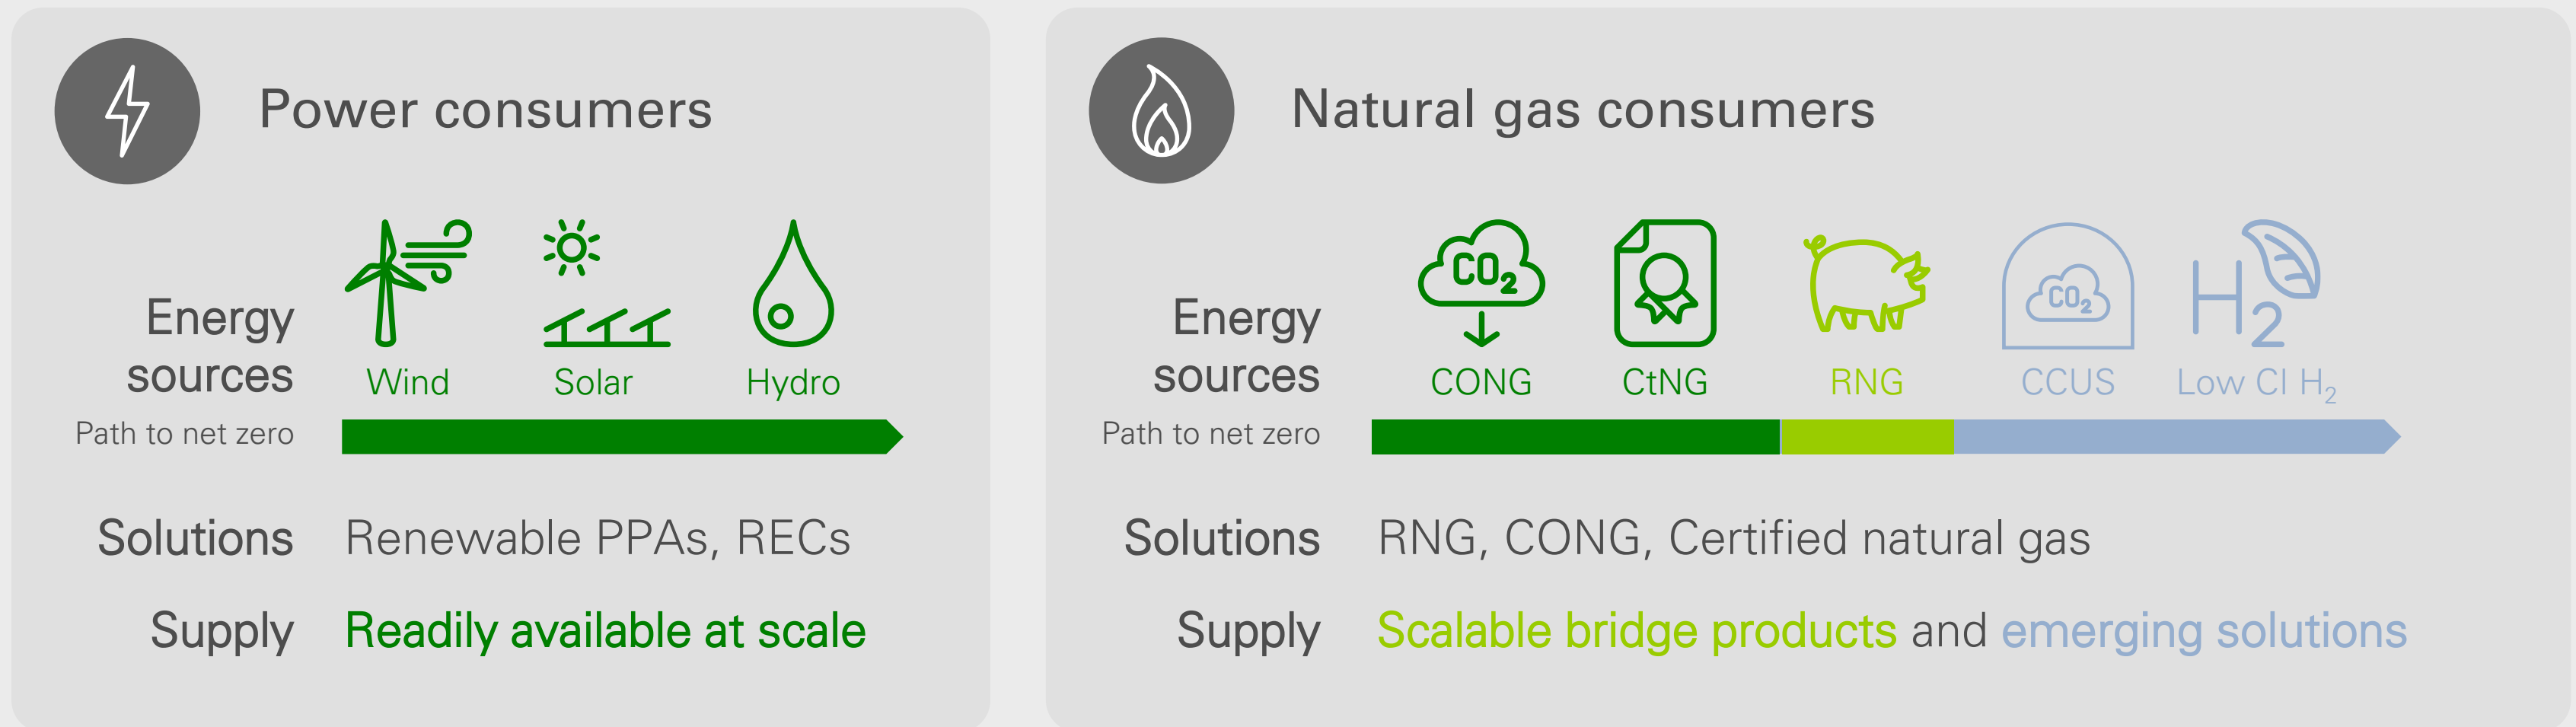 Power consumers
Energy
sources
Wind
Solar
Hydro
Path to net zero
Solutions
Renewable PPAs, RECs
Supply
Readily available at scale
Natural gas consumers
Energy
sources
CO₂
CONG
CtNG
RNG
CO₂
CCUS
H₂
Low CI H₂
Path to net zero
Solutions
RNG, CONG, Certified natural gas
Supply
Scalable bridge products and emerging solutions